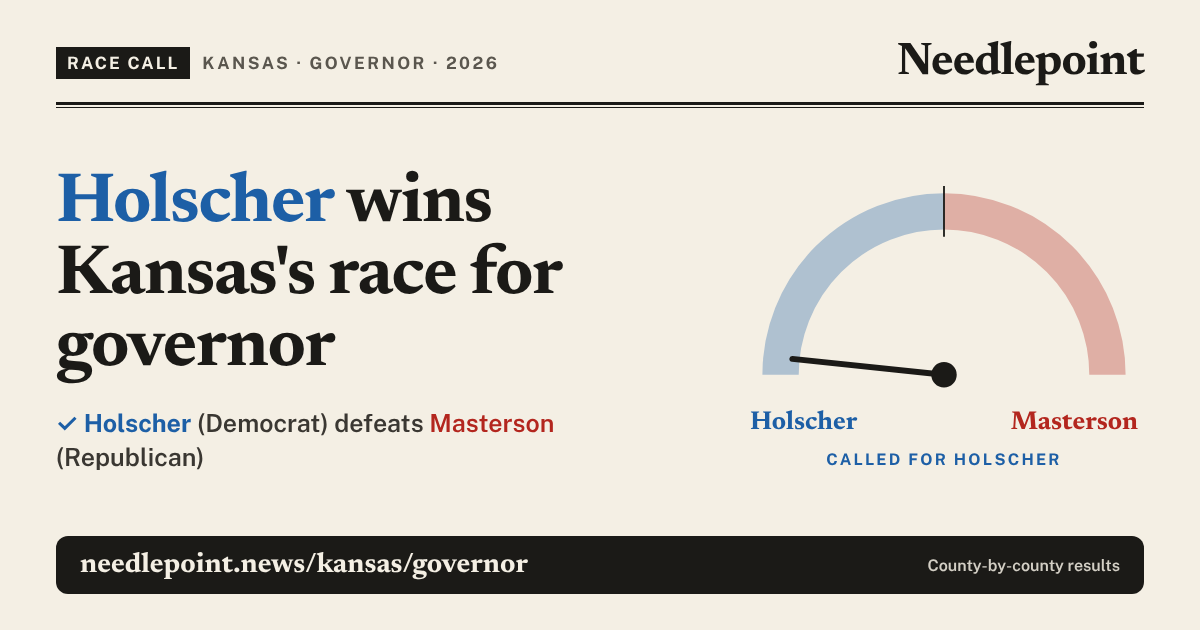 RACE CALL KANSAS · GOVERNOR · 2026
Needlepoint
Holscher wins
Kansas's race for
governor
✓ Holscher (Democrat) defeats Masterson
(Republican)
Holscher
Masterson
CALLED FOR HOLSCHER
needlepoint.news/kansas/governor
County-by-county results